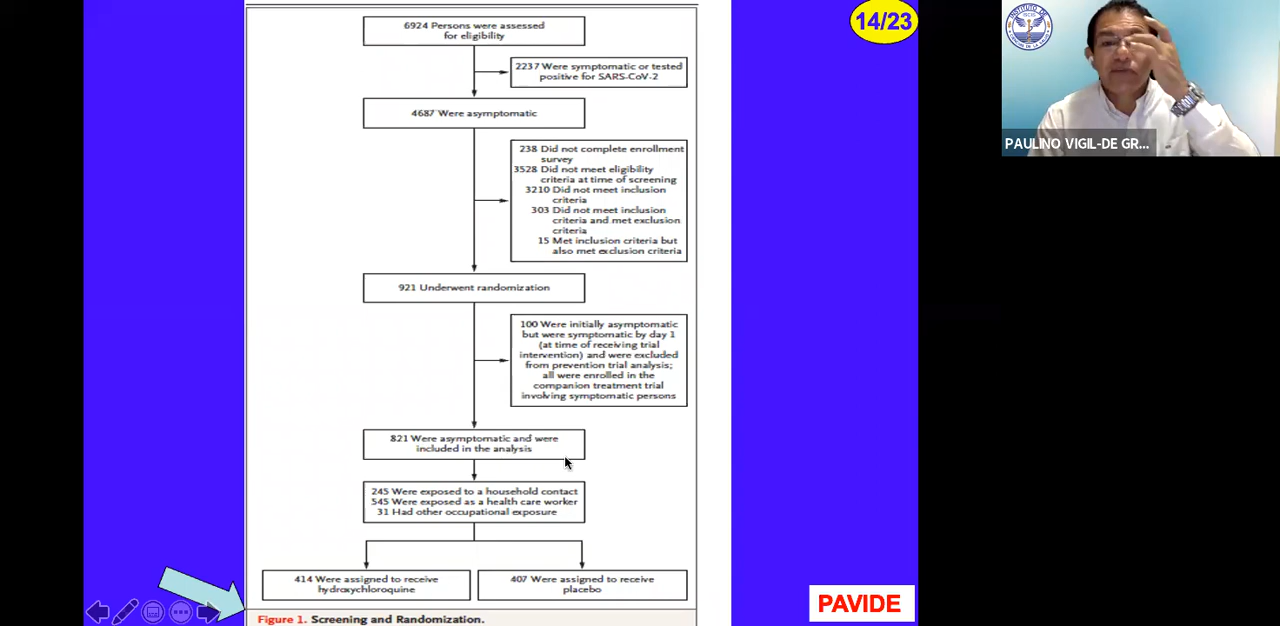 6924 Persons were assessed
for eligibility
2237 Were symptomatic or tested
positive for SARS-CoV-2
4687 Were asymptomatic
238 Did not complete enrollment
survey
3528 Did not meet eligibility
criteria at time of screening
3210 Did not meet inclusion
criteria
303 Did not meet inclusion
criteria and met exclusion
criteria
15 Met inclusion criteria but
also met exclusion criteria
921 Underwent randomization
100 Were initially asymptomatic
but were symptomatic by day 1
(at time of receiving trial
intervention) and were excluded
from prevention trial analysis;
all were enrolled in the
companion treatment trial
involving symptomatic persons
821 Were asymptomatic and were
included in the analysis
245 Were exposed to a household contact
545 Were exposed as a health care worker
31 Had other occupational exposure
414 Were assigned to receive
hydroxychloroquine
407 Were assigned to receive
placebo
Figure 1. Screening and Randomization.
14/23
PAVIDE
INSTITUTO DE
CIENCIAS DE LA SALUD
PAULINO VIGIL-DE GR...